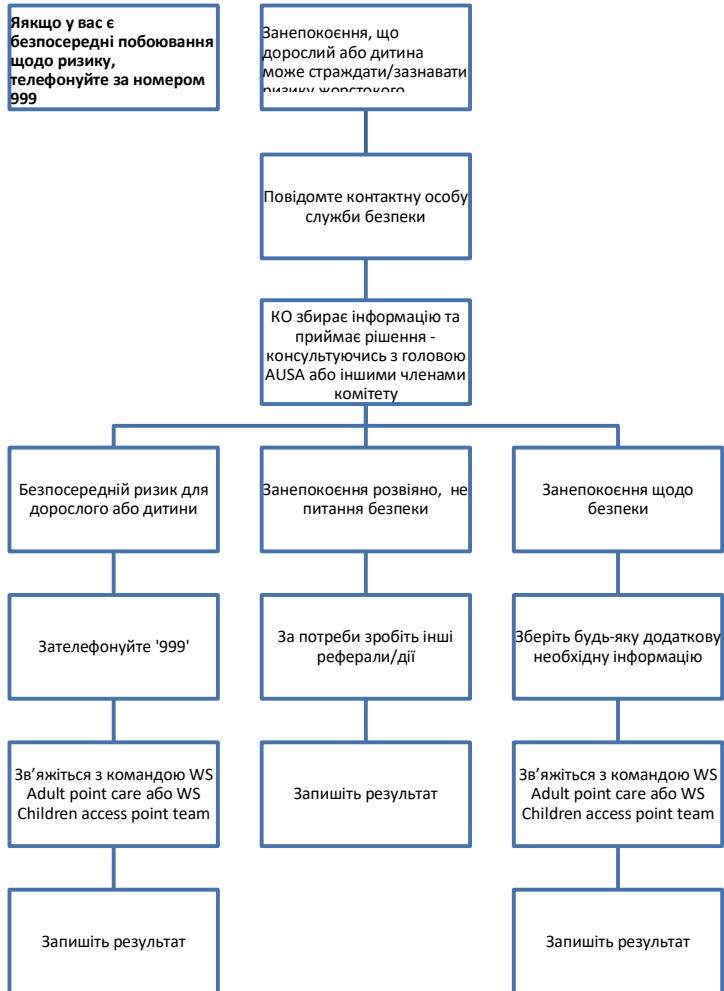 Яякщо у вас є
безпосередні побоювання
щодо ризику,
телефонуйте за номером
999
Занепокоєння, що
дорослий або дитина
може страждати/зазнавати
ризику жорстокого
Повідомте контактну особу
служби безпеки
КО збирає інформацію та
приймає рішення -
консультуючись з головою
AUSA або іншими членами
комітету
Безпосередній ризик для
дорослого або дитини
Занепокоєння розвіяно, не
питання безпеки
Занепокоєння щодо
безпеки
Зателефонуйте '999'
За потреби зробіть інші
реферали/дії
Зберіть будь-яку додаткову
необхідну інформацію
Зв’яжіться з командою WS
Adult point care або WS
Children access point team
Запишіть результат
Зв’яжіться з командою WS
Adult point care або WS
Children access point team
Запишіть результат
Запишіть результат